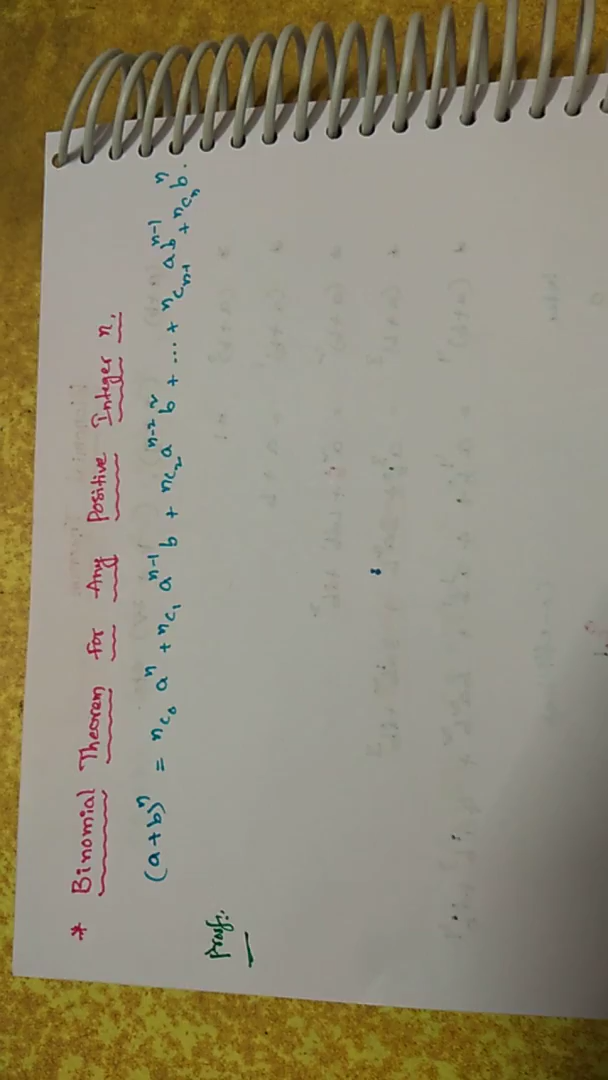 * Binomial Theorem for Any Positive Integer n.
(a+b)ⁿ = nc₀ aⁿ + nc₁ aⁿ⁻¹ b + nc₂ aⁿ⁻² b² + ... + ncₙ₋₁ abⁿ⁻¹ + ncₙ bⁿ.
Proof: